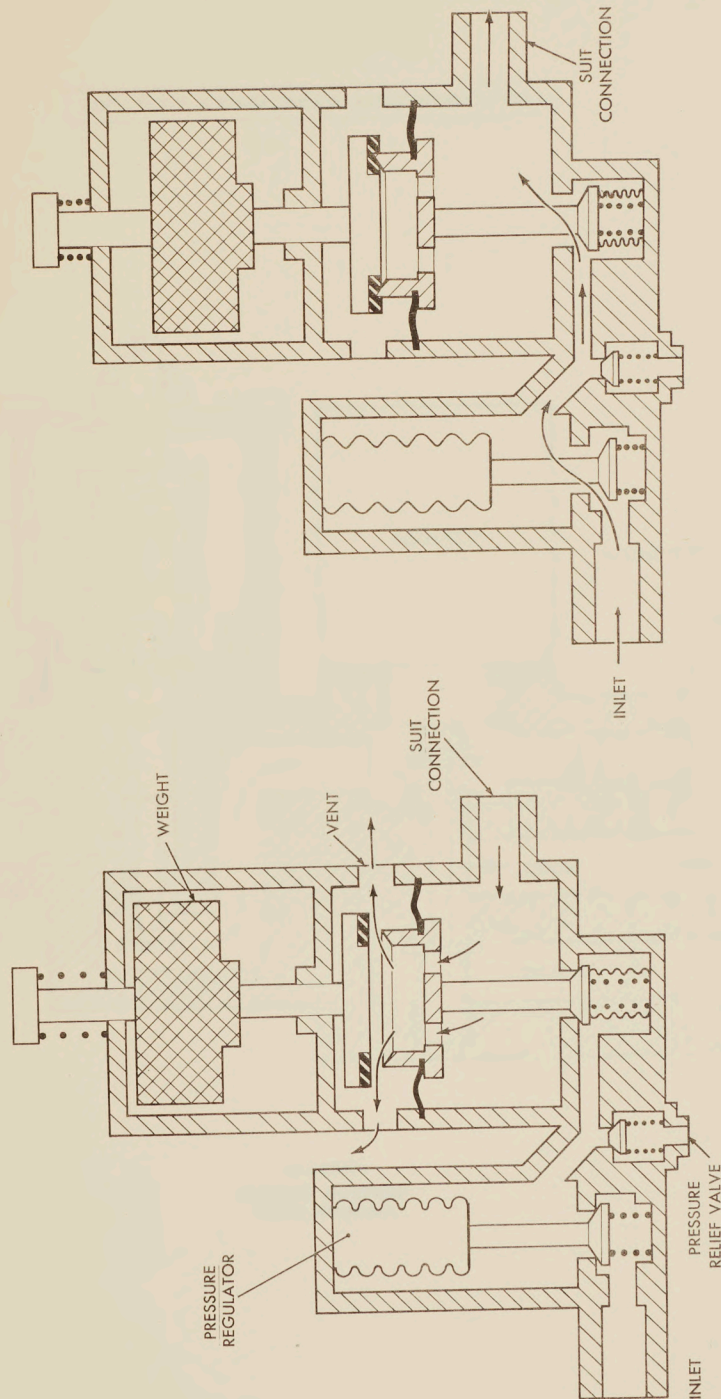 WEIGHT
VENT
SUIT
CONNECTION
PRESSURE
REGULATOR
PRESSURE
RELIEF VALVE
INLET
SUIT
CONNECTION
INLET